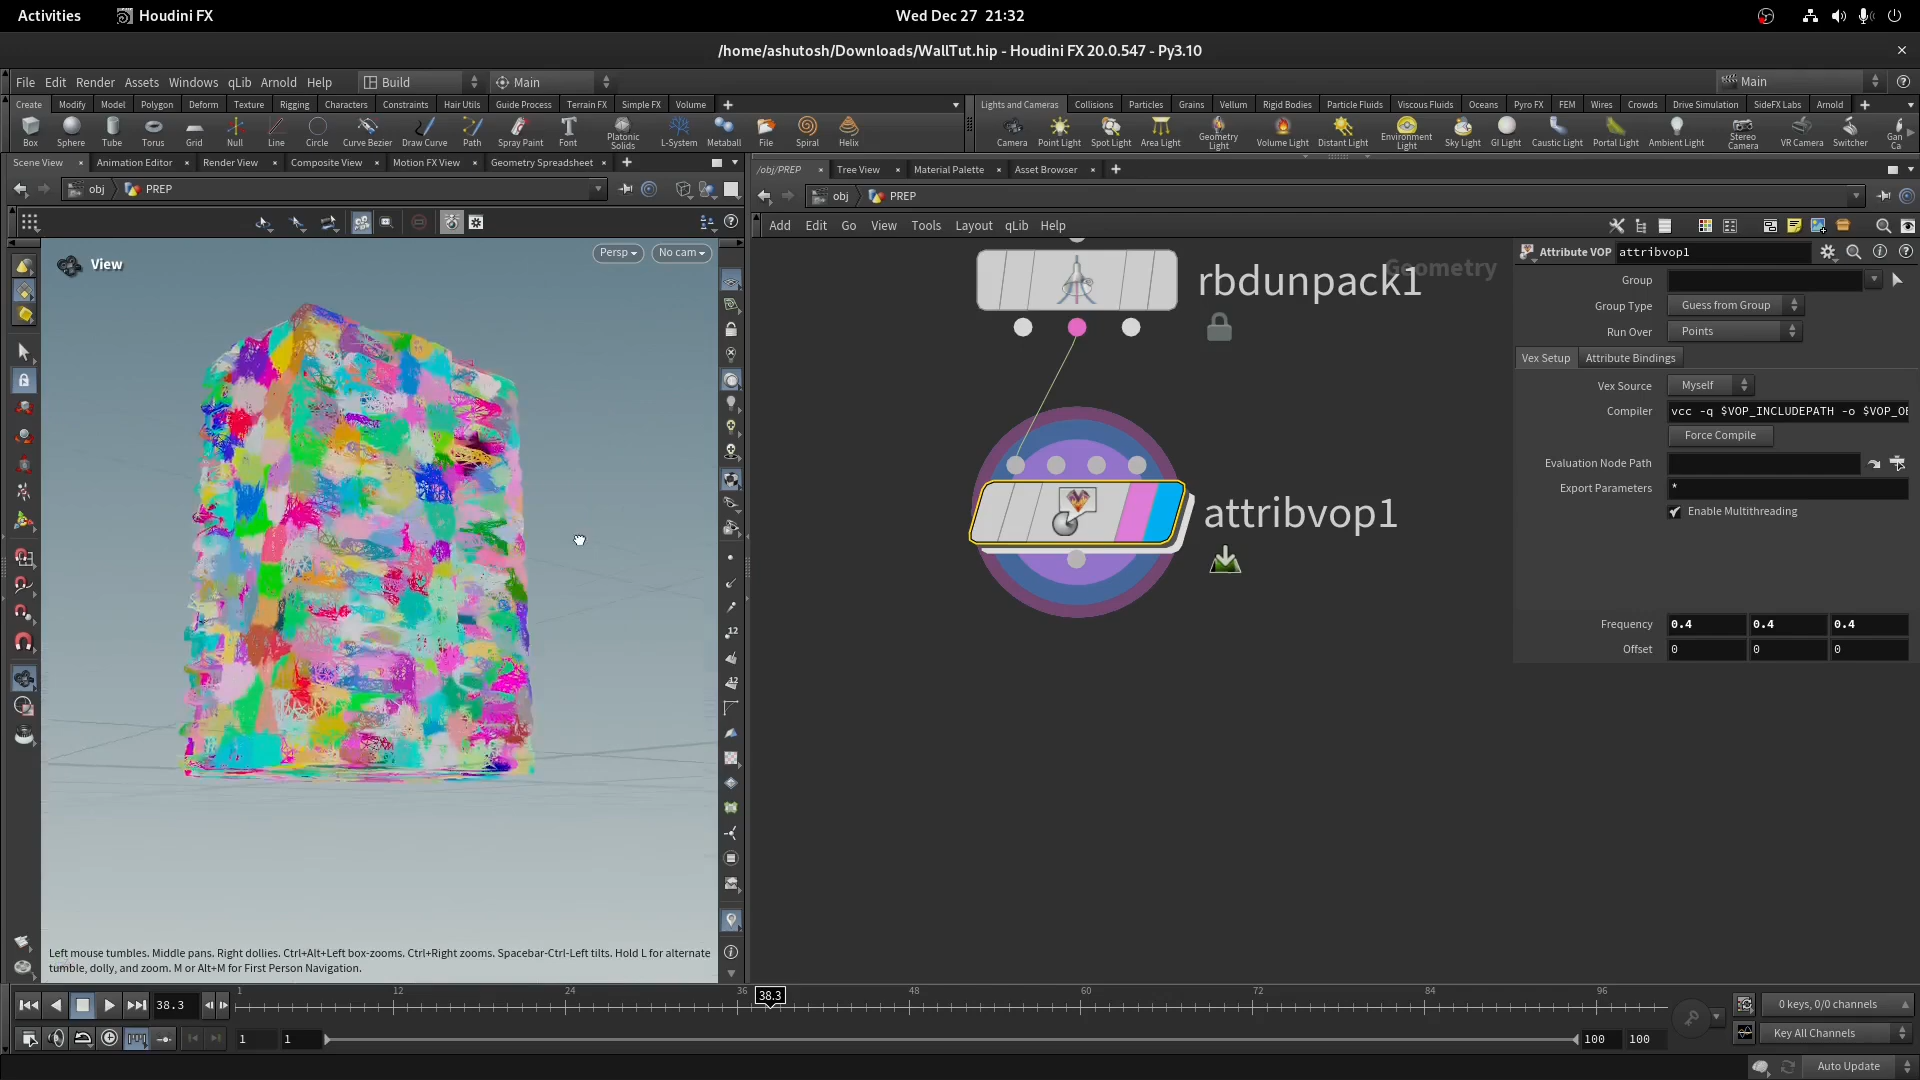 Activities
Houdini FX
Wed Dec 27 21:32
/home/ashutosh/Downloads/WallTut.hip - Houdini FX 20.0.547 - Py3.10
File Edit Render Assets Windows qLib Arnold Help
Build
Main
Main
Create Modify Model Polygon Deform Texture Rigging Characters Constraints Hair Utils Guide Process Terrain FX Simple FX Volume
Lights and Cameras Collisions Particles Grains Vellum Rigid Bodies Particle Fluids Viscous Fluids Oceans Pyro FX FEM Wires Crowds Drive Simulation SideFX Labs Arnold
Box Sphere Tube Torus Grid Null Line Circle Curve Bezier Draw Curve Path Spray Paint Font Platonic Solids L-System Metaball File Spiral Helix
Camera Point Light Spot Light Area Light Geometry Light Volume Light Distant Light Environment Light Sky Light GI Light Caustic Light Portal Light Ambient Light Stereo Camera VR Camera Switcher Gan Ca
Scene View Animation Editor Render View Composite View Motion FX View Geometry Spreadsheet
/obj/PREP Tree View Material Palette Asset Browser
obj PREP
obj PREP
Add Edit Go View Tools Layout qLib Help
View
Persp
No cam
Geometry
rbdunpack1
attribvop1
Attribute VOP attribvop1
Group
Group Type Guess from Group
Run Over Points
Vex Setup Attribute Bindings
Vex Source Myself
Compiler vcc -q $VOP_INCLUDEPATH -o $VOP_OB
Force Compile
Evaluation Node Path
Export Parameters *
Enable Multithreading
Frequency 0.4 0.4 0.4
Offset 0 0 0
12
12
Left mouse tumbles. Middle pans. Right dollies. Ctrl+Alt+Left box-zooms. Ctrl+Right zooms. Spacebar-Ctrl-Left tilts. Hold L for alternate
tumble, dolly, and zoom. M or Alt+M for First Person Navigation.
38.3
1 12 24 36 38.3 48 60 72 84 96
0 keys, 0/0 channels
1 1 100 100
Key All Channels
Auto Update